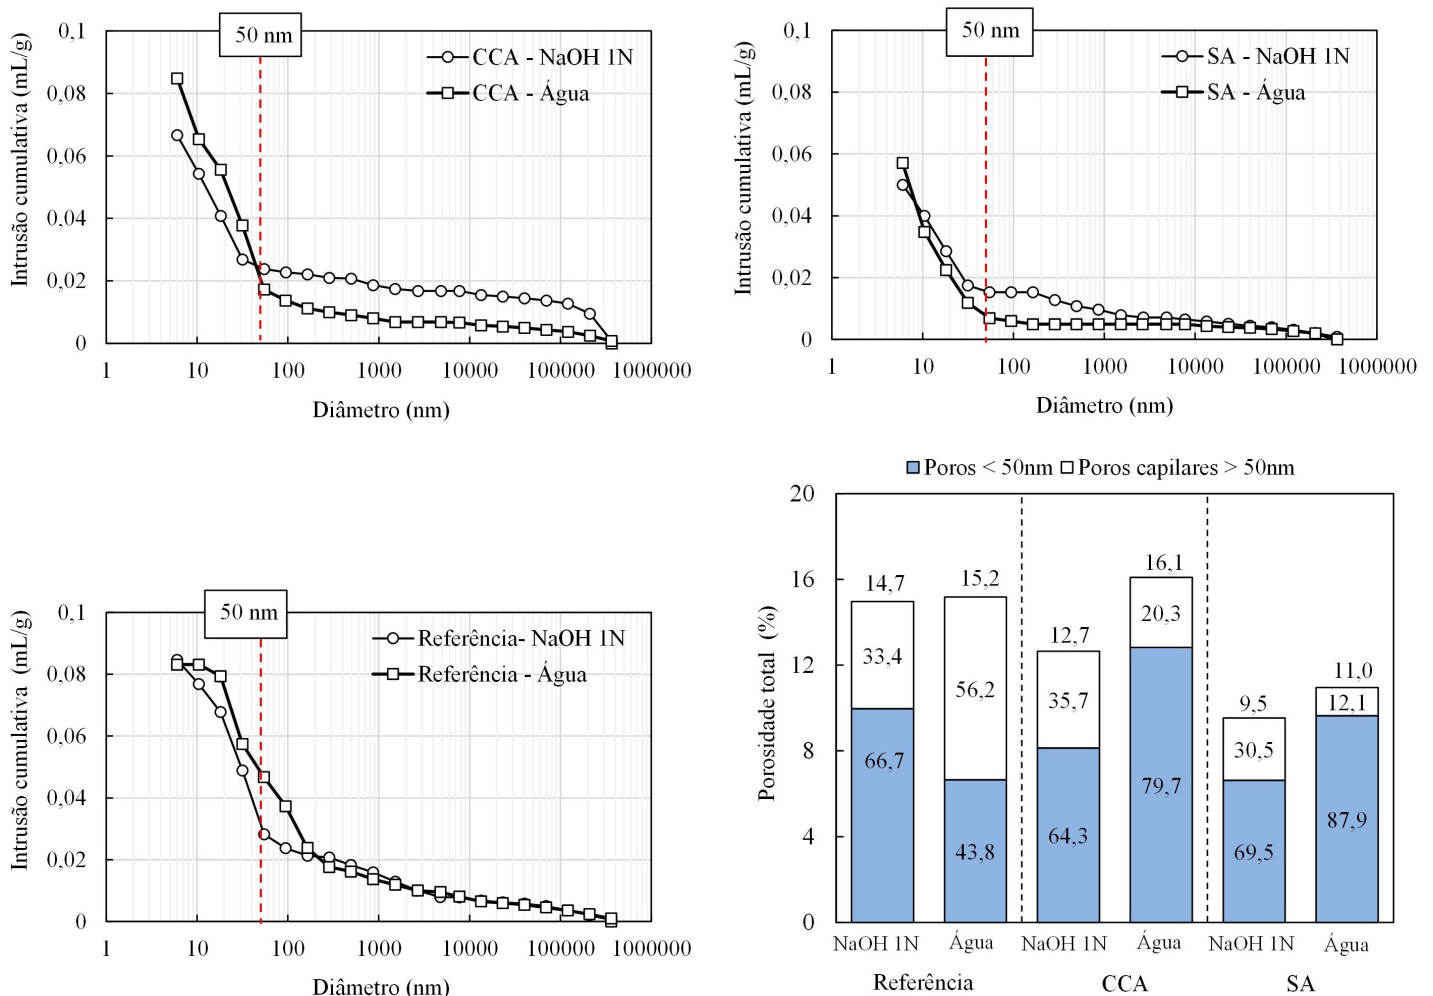 50 nm
CCA - NaOH 1N
CCA - Água
Intrusão cumulativa (mL/g)
0,1
0,08
0,06
0,04
0,02
0
1 10 100 1000 10000 100000 1000000
Diâmetro (nm)
50 nm
SA - NaOH 1N
SA - Água
Intrusão cumulativa (mL/g)
0,1
0,08
0,06
0,04
0,02
0
1 10 100 1000 10000 100000 1000000
Diâmetro (nm)
50 nm
Referência- NaOH 1N
Referência - Água
Intrusão cumulativa (mL/g)
0,1
0,08
0,06
0,04
0,02
0
1 10 100 1000 10000 100000 1000000
Diâmetro (nm)
Poros < 50nm Poros capilares > 50nm
Porosidade total (%)
20
16
12
8
4
0
14,7 15,2 12,7 16,1 9,5 11,0
33,4 56,2 35,7 20,3 30,5 12,1
66,7 43,8 64,3 79,7 69,5 87,9
NaOH 1N Água NaOH 1N Água NaOH 1N Água
Referência CCA SA